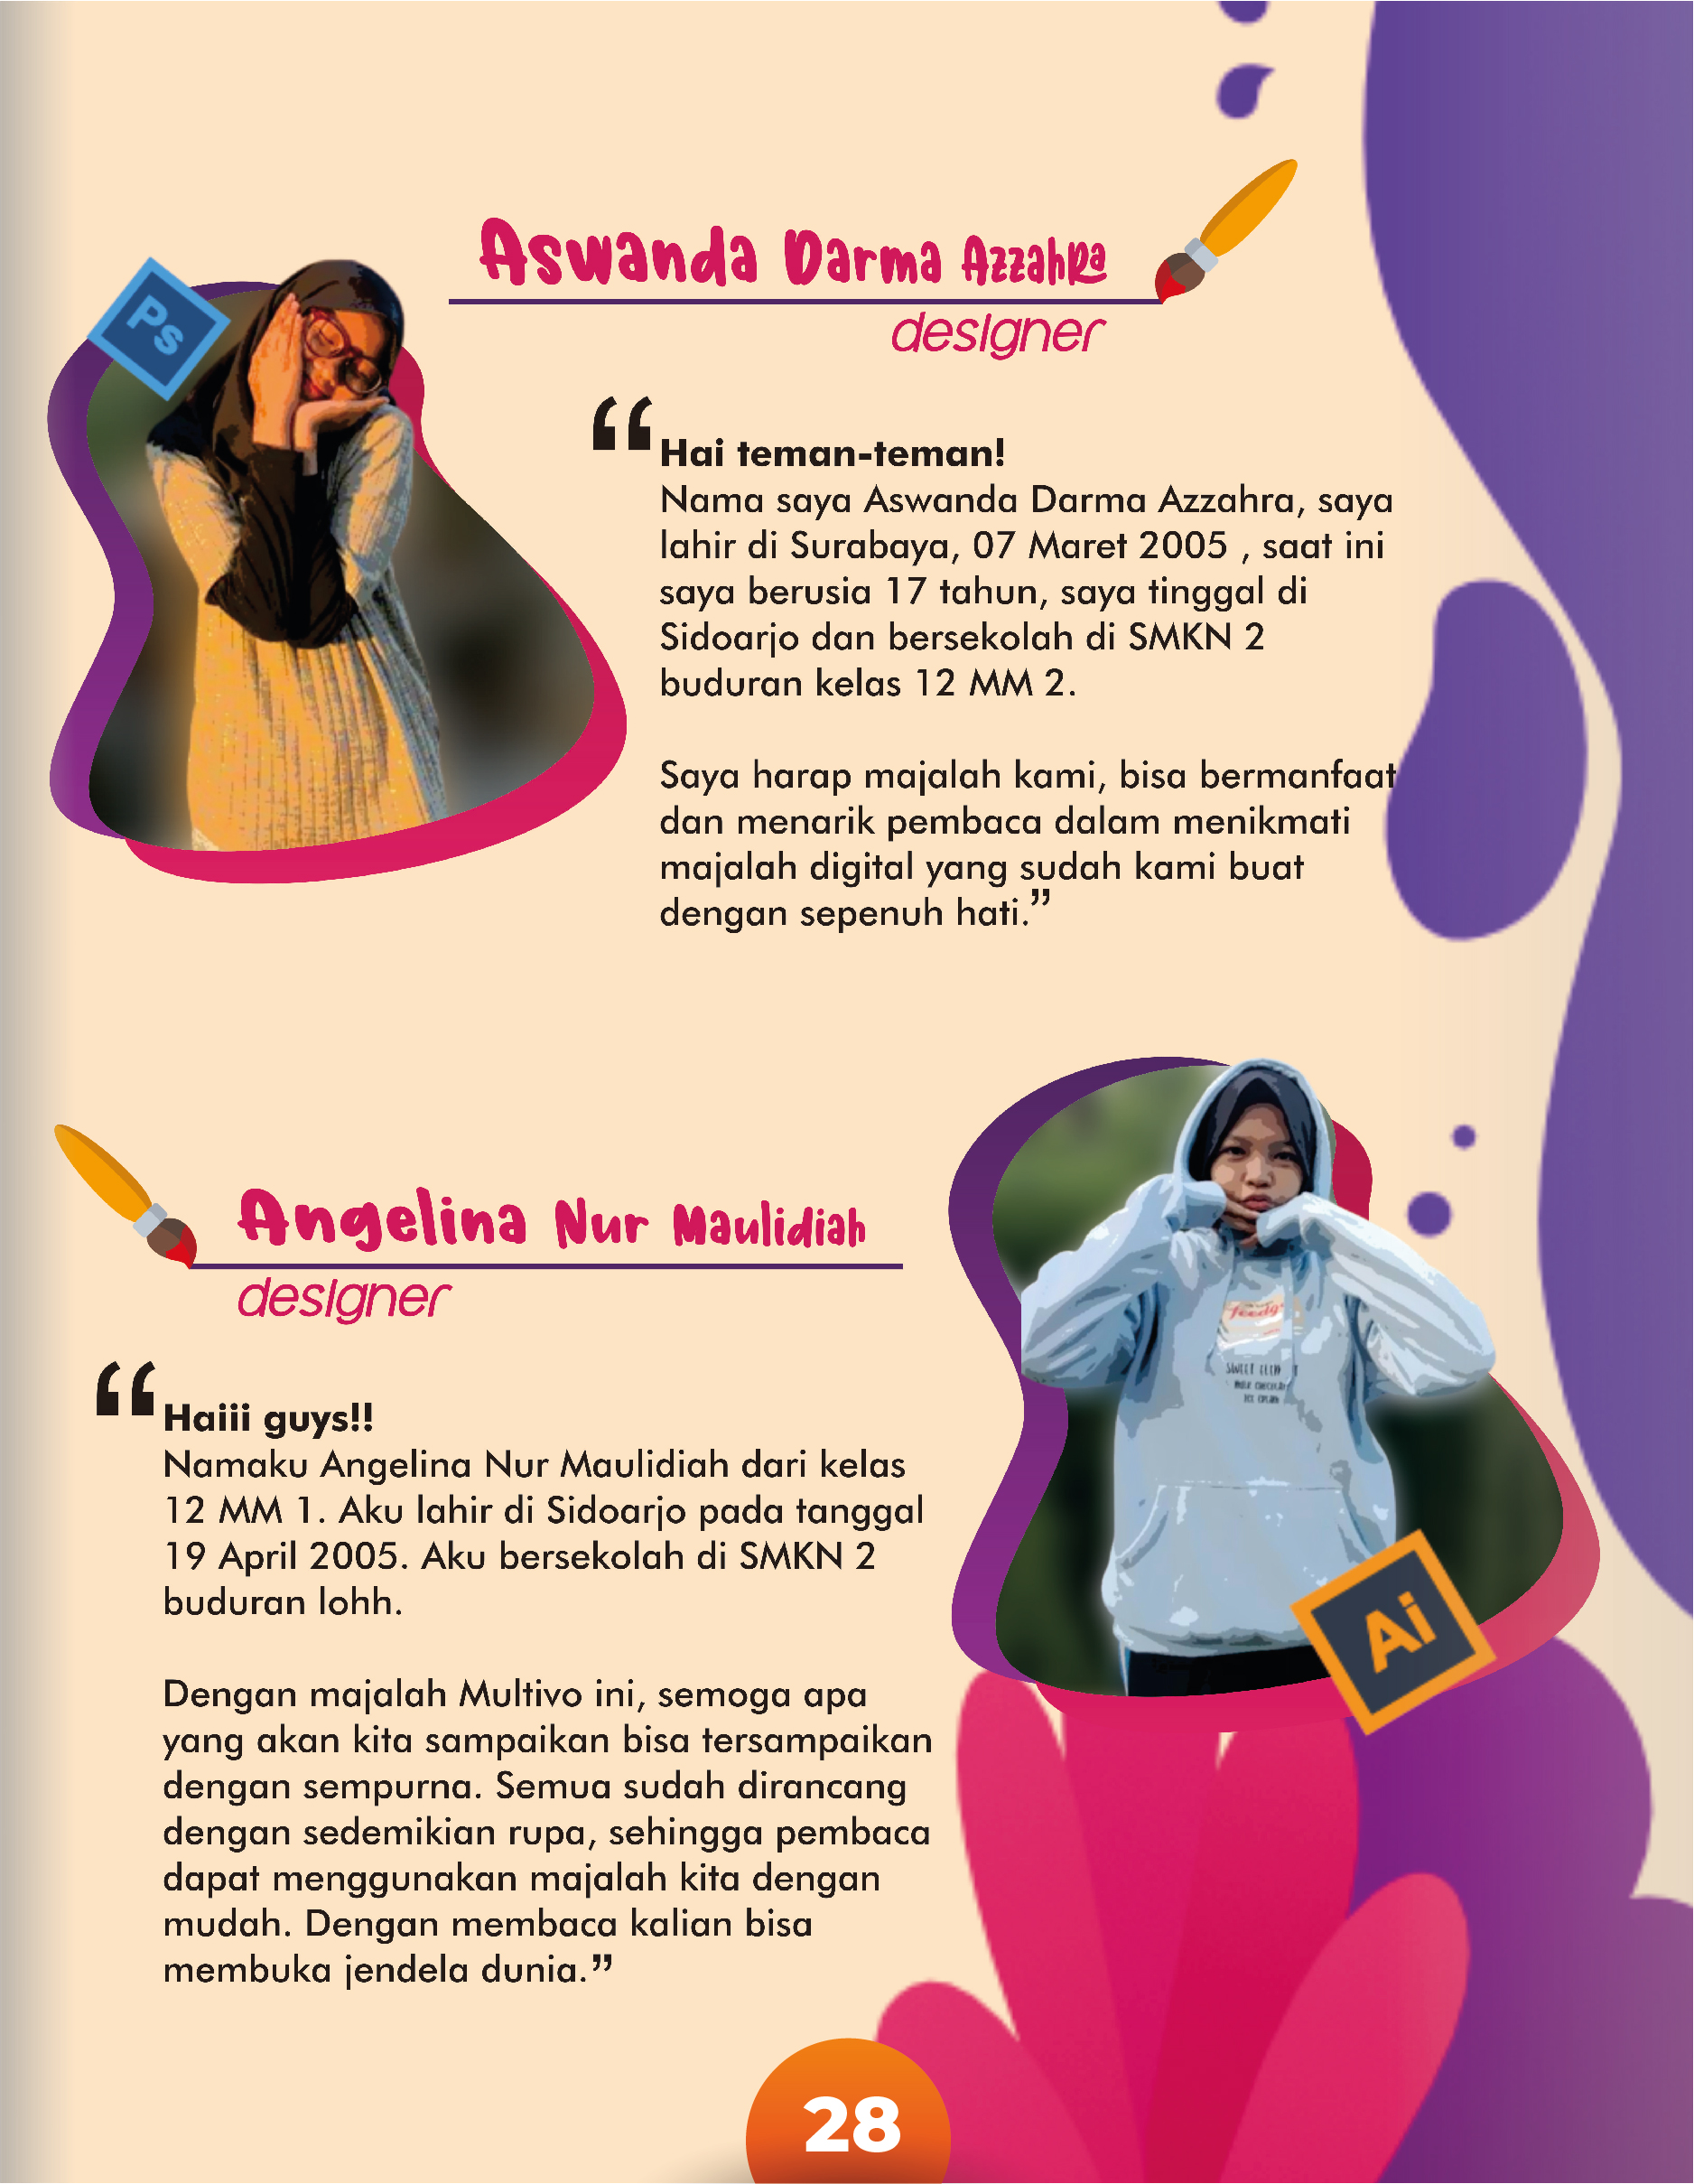 Aswanda Darma Azzahra
designer
Ps
“Hai teman-teman!
Nama saya Aswanda Darma Azzahra, saya
lahir di Surabaya, 07 Maret 2005 , saat ini
saya berusia 17 tahun, saya tinggal di
Sidoarjo dan bersekolah di SMKN 2
buduran kelas 12 MM 2.
Saya harap majalah kami, bisa bermanfaat
dan menarik pembaca dalam menikmati
majalah digital yang sudah kami buat
dengan sepenuh hati.”
Angelina Nur Maulidiah
designer
“Haiii guys!!
Namaku Angelina Nur Maulidiah dari kelas
12 MM 1. Aku lahir di Sidoarjo pada tanggal
19 April 2005. Aku bersekolah di SMKN 2
buduran lohh.
Dengan majalah Multivo ini, semoga apa
yang akan kita sampaikan bisa tersampaikan
dengan sempurna. Semua sudah dirancang
dengan sedemikian rupa, sehingga pembaca
dapat menggunakan majalah kita dengan
mudah. Dengan membaca kalian bisa
membuka jendela dunia.”
SWEET
Ai
28